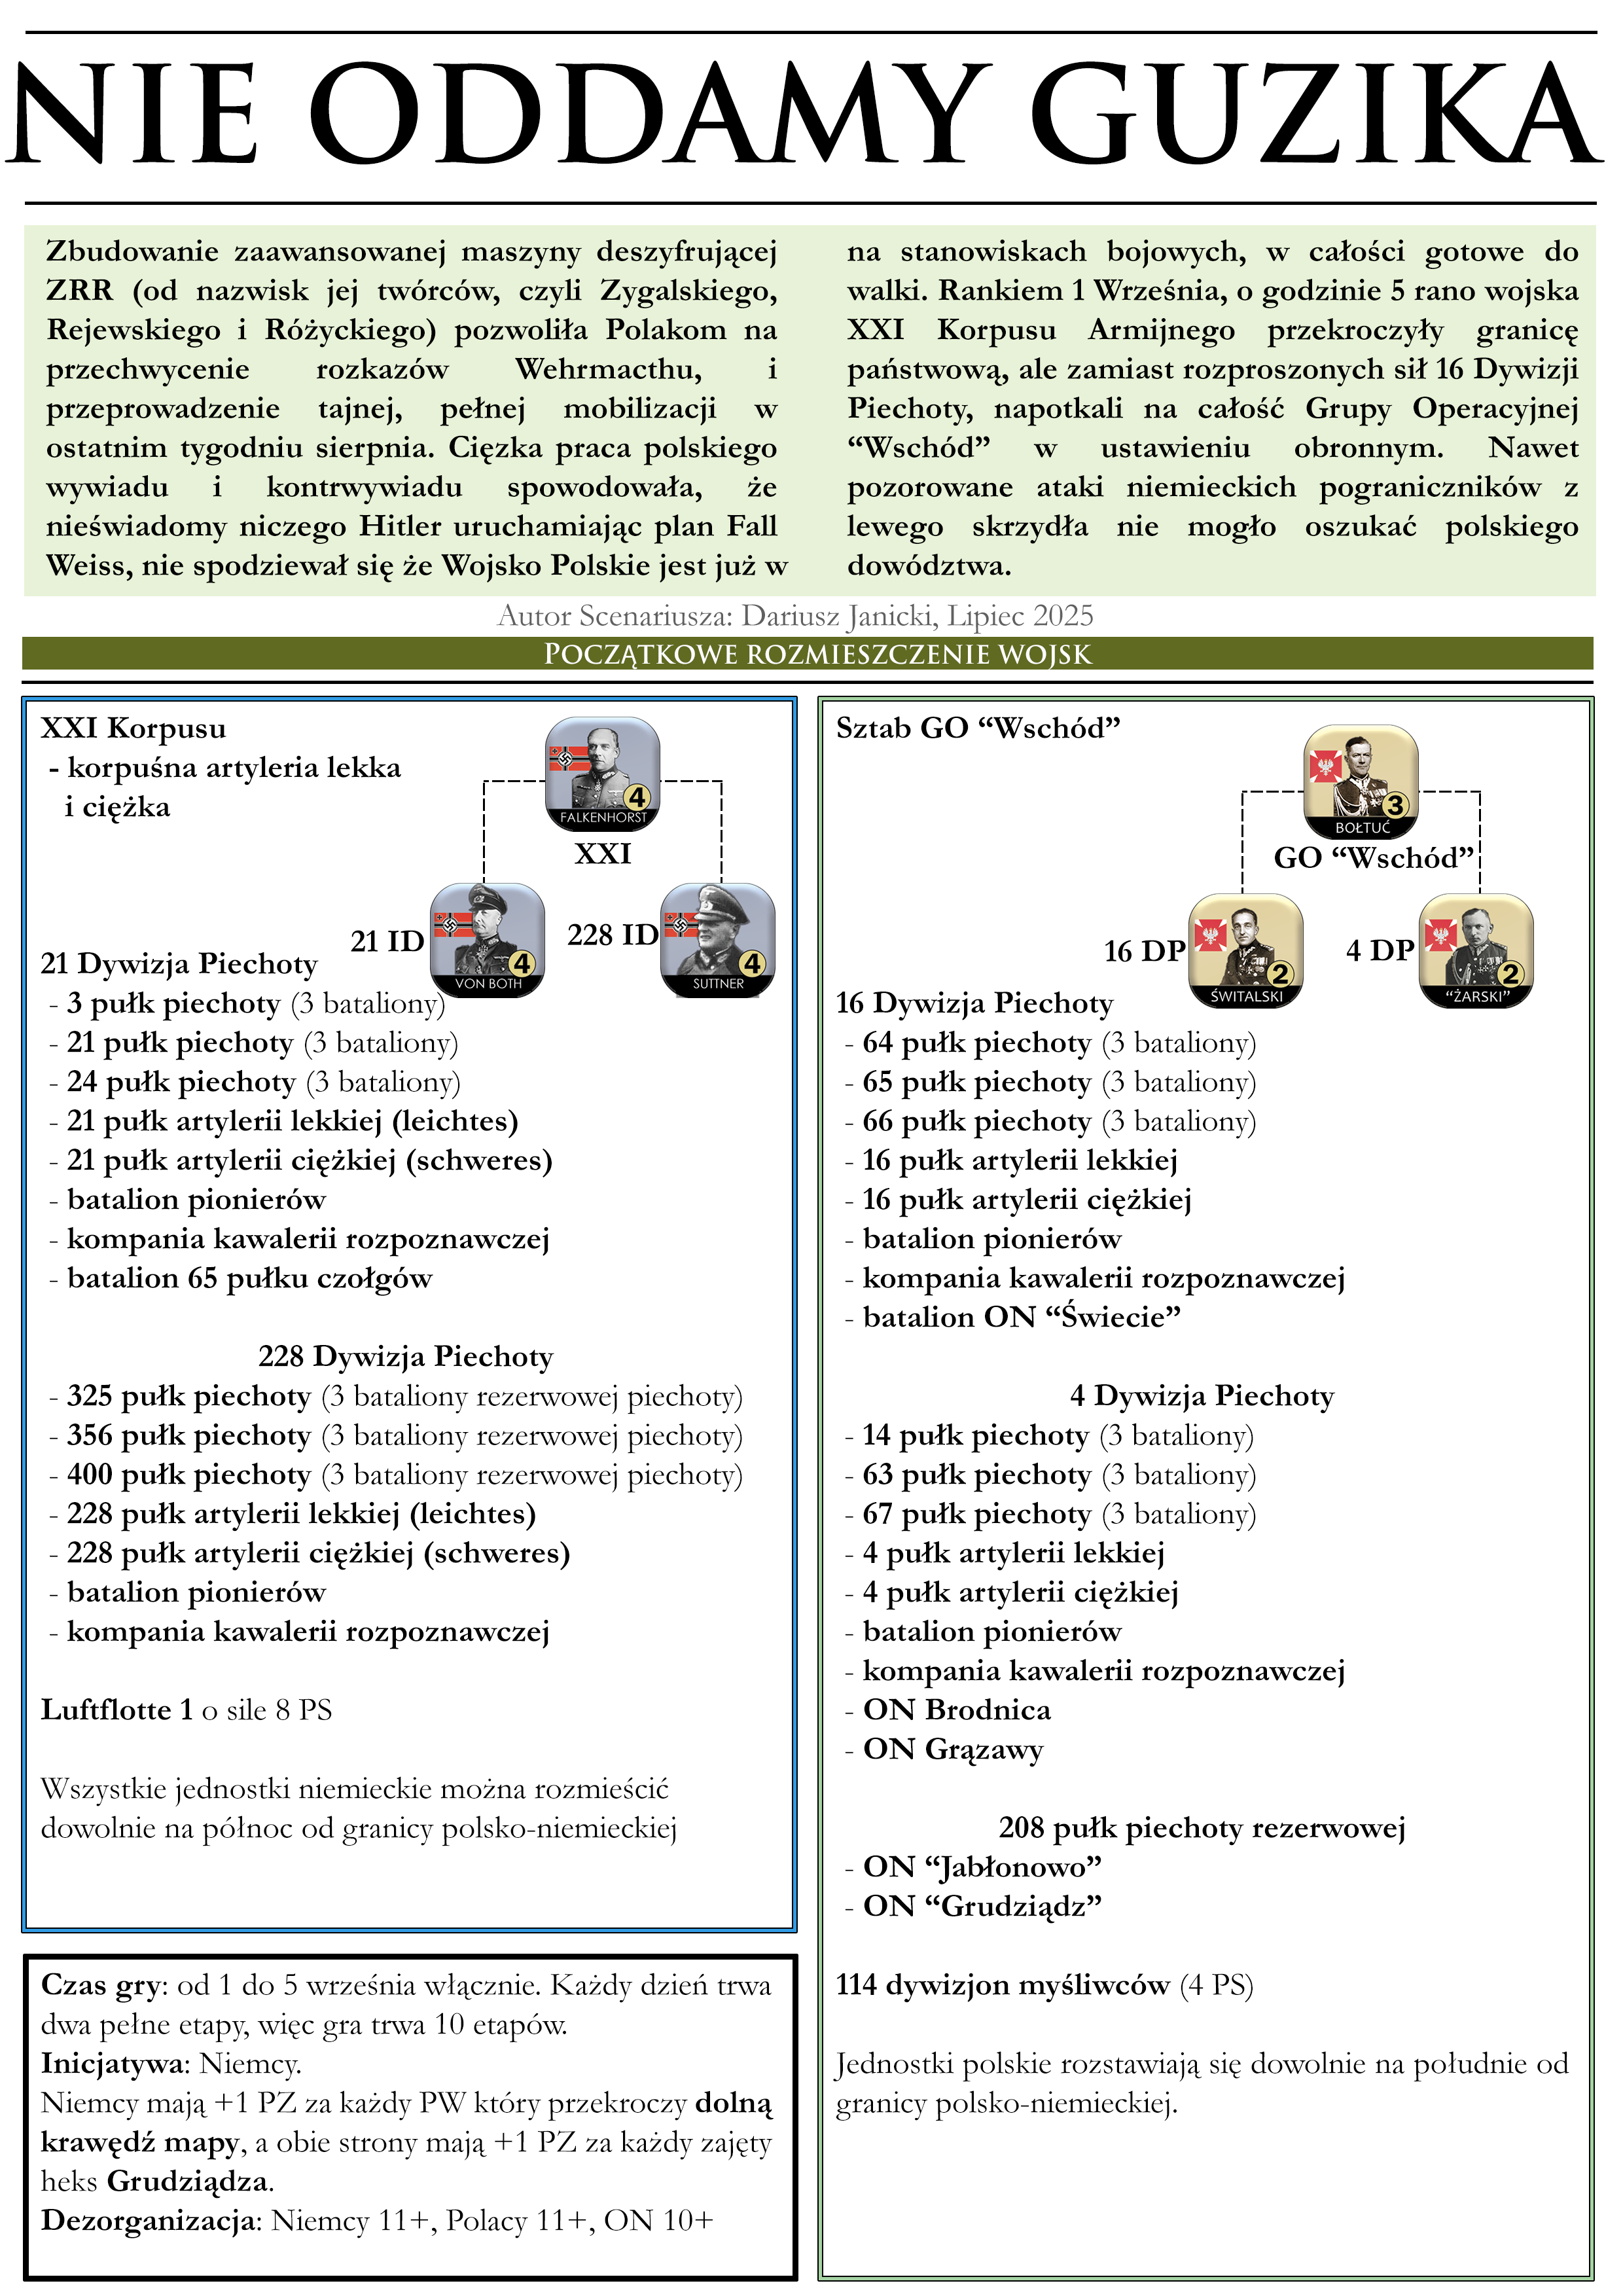 NIE ODDAMY GUZIKA
Zbudowanie zaawansowanej maszyny deszyfrującej
ZRR (od nazwisk jej twórców, czyli Zygalskiego,
Rejewskiego i Różyckiego) pozwoliła Polakom na
przechwycenie rozkazów Wehrmacthu, i
przeprowadzenie tajnej, pełnej mobilizacji w
ostatnim tygodniu sierpnia. Ciężka praca polskiego
wywiadu i kontrwywiadu spowodowała, że
nieświadomy niczego Hitler uruchamiając plan Fall
Weiss, nie spodziewał się że Wojsko Polskie jest już w
na stanowiskach bojowych, w całości gotowe do
walki. Rankiem 1 Września, o godzinie 5 rano wojska
XXI Korpusu Armijnego przekroczyły granicę
państwową, ale zamiast rozproszonych sił 16 Dywizji
Piechoty, napotkali na całość Grupy Operacyjnej
“Wschód” w ustawieniu obronnym. Nawet
pozorowane ataki niemieckich pograniczników z
lewego skrzydła nie mogło oszukać polskiego
dowództwa.
Autor Scenariusza: Dariusz Janicki, Lipiec 2025
POCZĄTKOWE ROZMIESZCZENIE WOJSK
XXI Korpusu
- korpuśna artyleria lekka
i ciężka
4
FALKENHORST
XXI
21 ID
4
VON BOTH
228 ID
4
SUTTNER
21 Dywizja Piechoty
- 3 pułk piechoty (3 bataliony)
- 21 pułk piechoty (3 bataliony)
- 24 pułk piechoty (3 bataliony)
- 21 pułk artylerii lekkiej (leichtes)
- 21 pułk artylerii ciężkiej (schweres)
- batalion pionierów
- kompania kawalerii rozpoznawczej
- batalion 65 pułku czołgów
228 Dywizja Piechoty
- 325 pułk piechoty (3 bataliony rezerwowej piechoty)
- 356 pułk piechoty (3 bataliony rezerwowej piechoty)
- 400 pułk piechoty (3 bataliony rezerwowej piechoty)
- 228 pułk artylerii lekkiej (leichtes)
- 228 pułk artylerii ciężkiej (schweres)
- batalion pionierów
- kompania kawalerii rozpoznawczej
Luftflotte 1 o sile 8 PS
Wszystkie jednostki niemieckie można rozmieścić
dowolnie na północ od granicy polsko-niemieckiej
Czas gry: od 1 do 5 września włącznie. Każdy dzień trwa
dwa pełne etapy, więc gra trwa 10 etapów.
Inicjatywa: Niemcy.
Niemcy mają +1 PZ za każdy PW który przekroczy dolną
krawędź mapy, a obie strony mają +1 PZ za każdy zajęty
heks Grudziądza.
Dezorganizacja: Niemcy 11+, Polacy 11+, ON 10+
Sztab GO “Wschód”
3
BOŁTUĆ
GO “Wschód”
16 DP
2
ŚWITALSKI
4 DP
2
“ŻARSKI”
16 Dywizja Piechoty
- 64 pułk piechoty (3 bataliony)
- 65 pułk piechoty (3 bataliony)
- 66 pułk piechoty (3 bataliony)
- 16 pułk artylerii lekkiej
- 16 pułk artylerii ciężkiej
- batalion pionierów
- kompania kawalerii rozpoznawczej
- batalion ON “Świecie”
4 Dywizja Piechoty
- 14 pułk piechoty (3 bataliony)
- 63 pułk piechoty (3 bataliony)
- 67 pułk piechoty (3 bataliony)
- 4 pułk artylerii lekkiej
- 4 pułk artylerii ciężkiej
- batalion pionierów
- kompania kawalerii rozpoznawczej
- ON Brodnica
- ON Grązawy
208 pułk piechoty rezerwowej
- ON “Jabłonowo”
- ON “Grudziądz”
114 dywizjon myśliwców (4 PS)
Jednostki polskie rozstawiają się dowolnie na południe od
granicy polsko-niemieckiej.